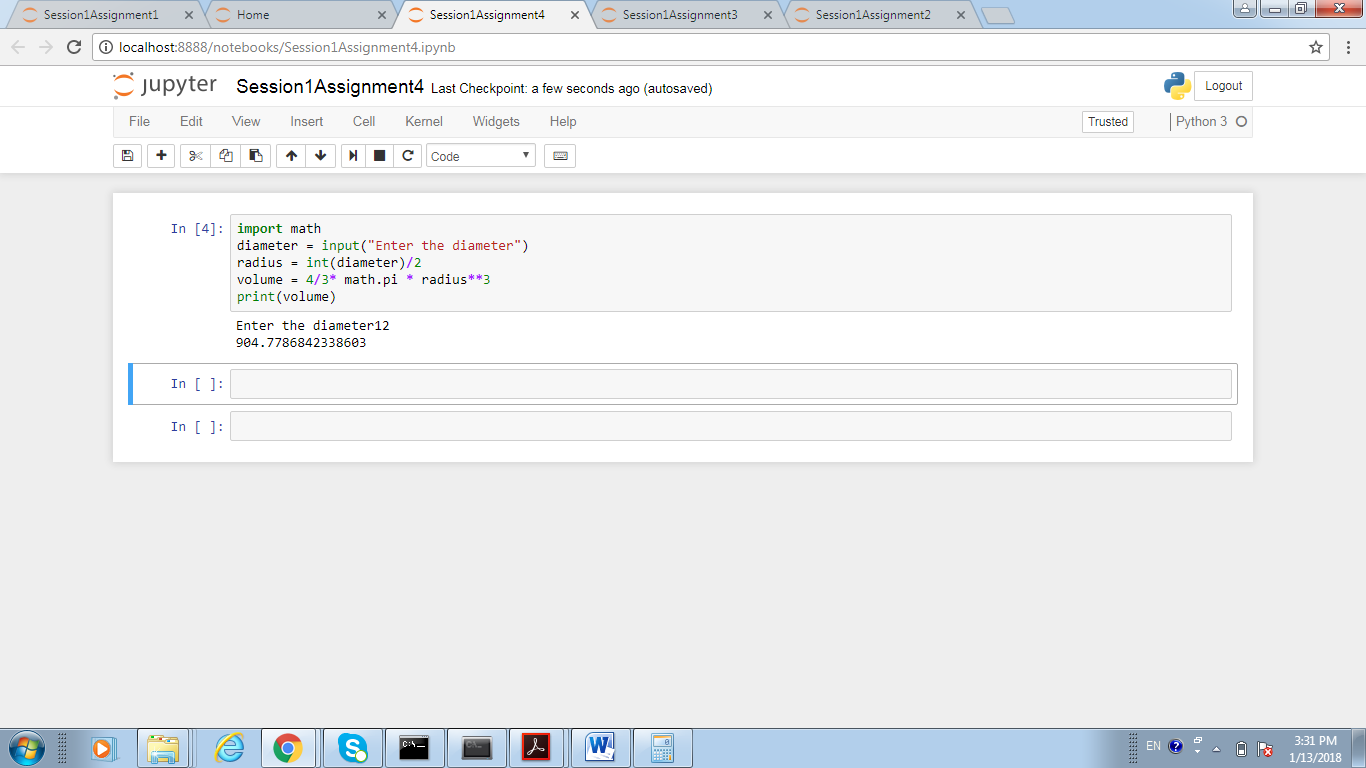 Session1Assignment1 Home Session1Assignment4 Session1Assignment3 Session1Assignment2
localhost:8888/notebooks/Session1Assignment4.ipynb
jupyter Session1Assignment4 Last Checkpoint: a few seconds ago (autosaved) Logout
File Edit View Insert Cell Kernel Widgets Help Trusted Python 3
Code
In [4]: import math
diameter = input("Enter the diameter")
radius = int(diameter)/2
volume = 4/3* math.pi * radius**3
print(volume)
Enter the diameter12
904.7786842338603
In [ ]:
In [ ]:
EN 3:31 PM
1/13/2018